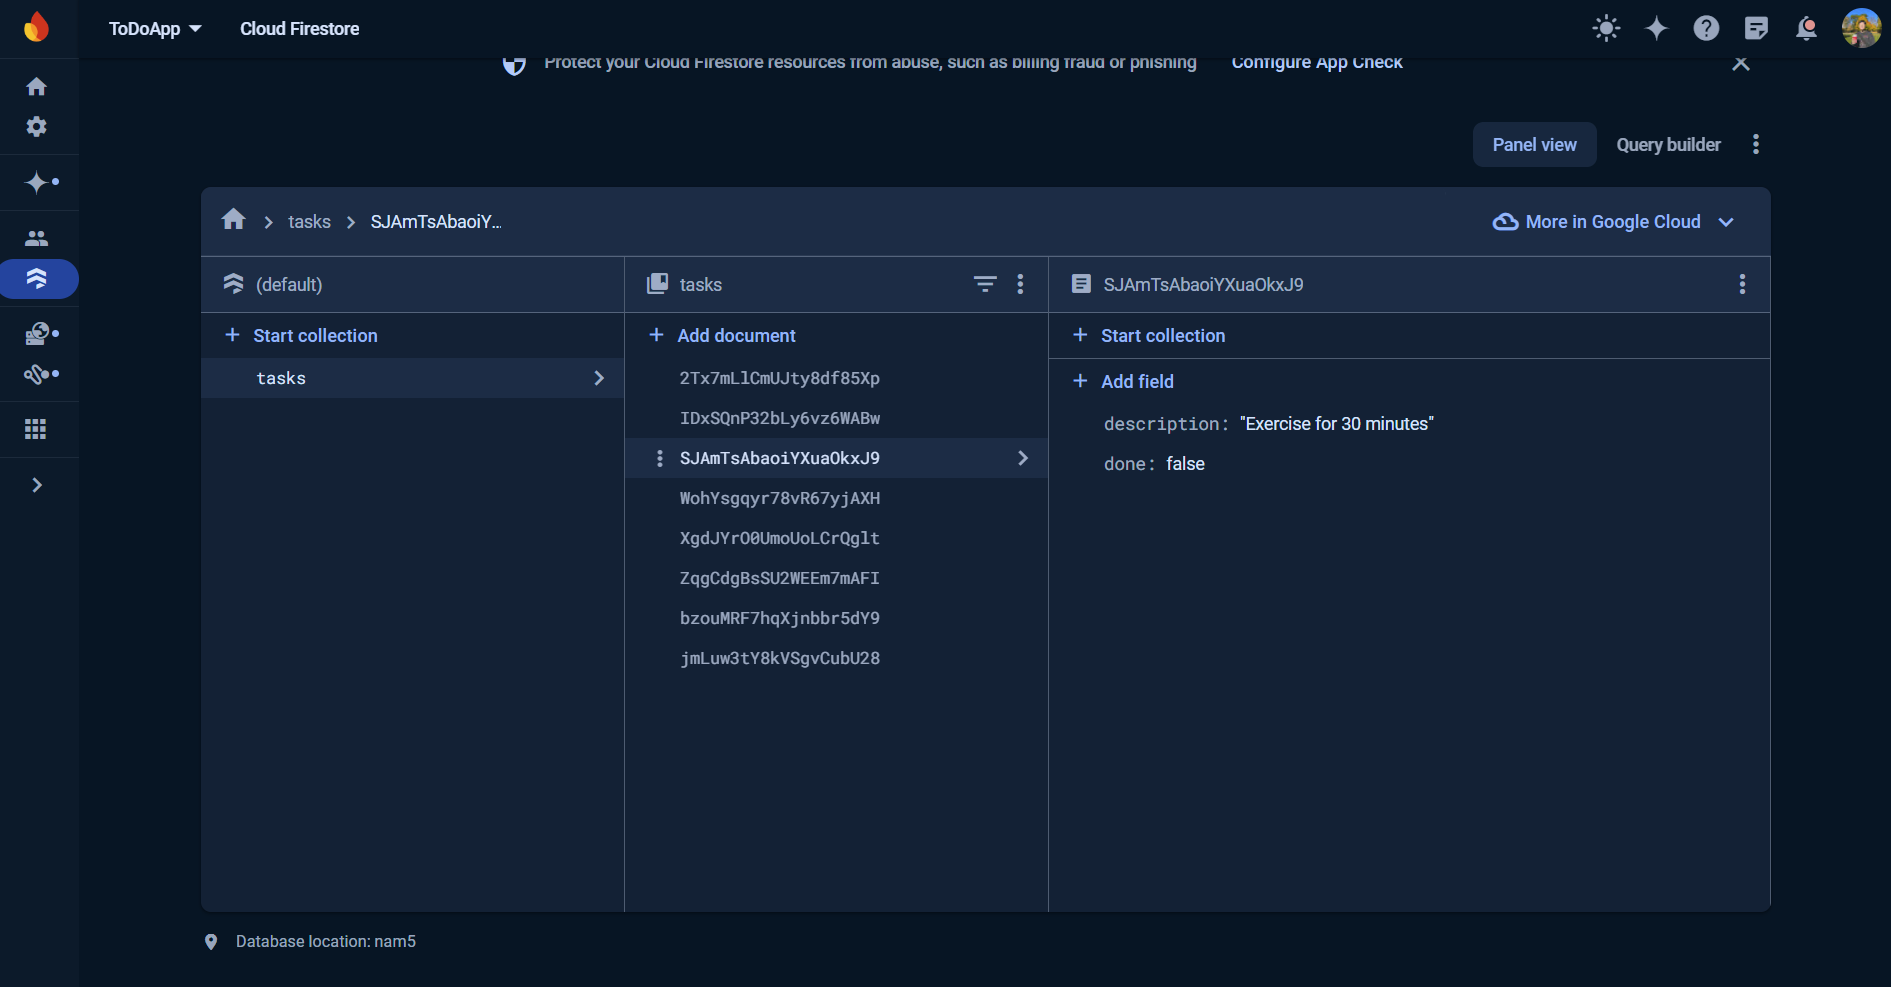 ToDoApp
Cloud Firestore
Protect your Cloud Firestore resources from abuse, such as billing fraud or phishing
Configure App Check
Panel view
Query builder
tasks
SJAmTsAbaoiY...
More in Google Cloud
(default)
tasks
SJAmTsAbaoiYXuaOkxJ9
+ Start collection
+ Add document
+ Start collection
tasks
2Tx7mLlCmUJty8df85Xp
IDxSQnP32bLy6vz6WABw
SJAmTsAbaoiYXuaOkxJ9
WohYsgqyr78vR67yjAXH
XgdJYrO0UmoUoLCrQglt
ZqgCdgBsSU2WEEm7mAFI
bzouMRF7hqXjnbbr5dY9
jmLuw3tY8kVSgvCubU28
+ Add field
description: "Exercise for 30 minutes"
done: false
Database location: nam5